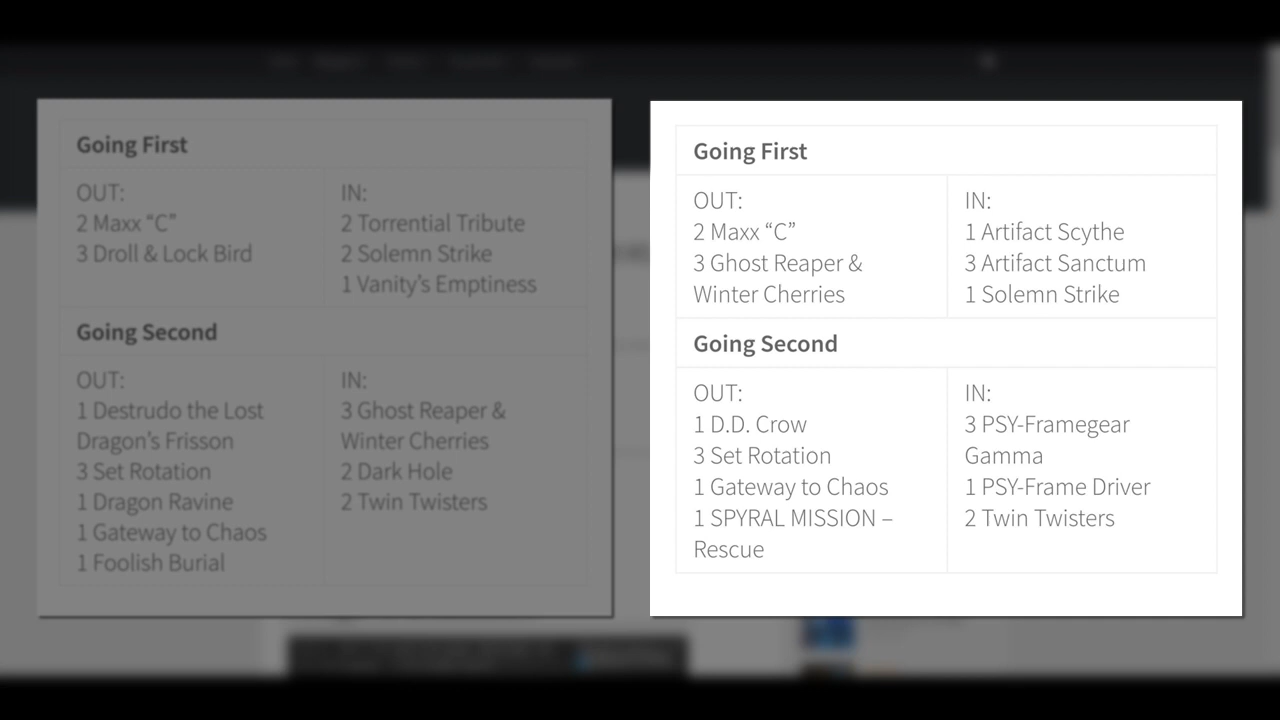 Going First
OUT:
2 Maxx “C”
3 Droll & Lock Bird
IN:
2 Torrential Tribute
2 Solemn Strike
1 Vanity’s Emptiness
Going Second
OUT:
1 Destrudo the Lost
Dragon’s Frisson
3 Set Rotation
1 Dragon Ravine
1 Gateway to Chaos
1 Foolish Burial
IN:
3 Ghost Reaper &
Winter Cherries
2 Dark Hole
2 Twin Twisters
Going First
OUT:
2 Maxx “C”
3 Ghost Reaper &
Winter Cherries
IN:
1 Artifact Scythe
3 Artifact Sanctum
1 Solemn Strike
Going Second
OUT:
1 D.D. Crow
3 Set Rotation
1 Gateway to Chaos
1 SPYRAL MISSION –
Rescue
IN:
3 PSY-Framegear
Gamma
1 PSY-Frame Driver
2 Twin Twisters